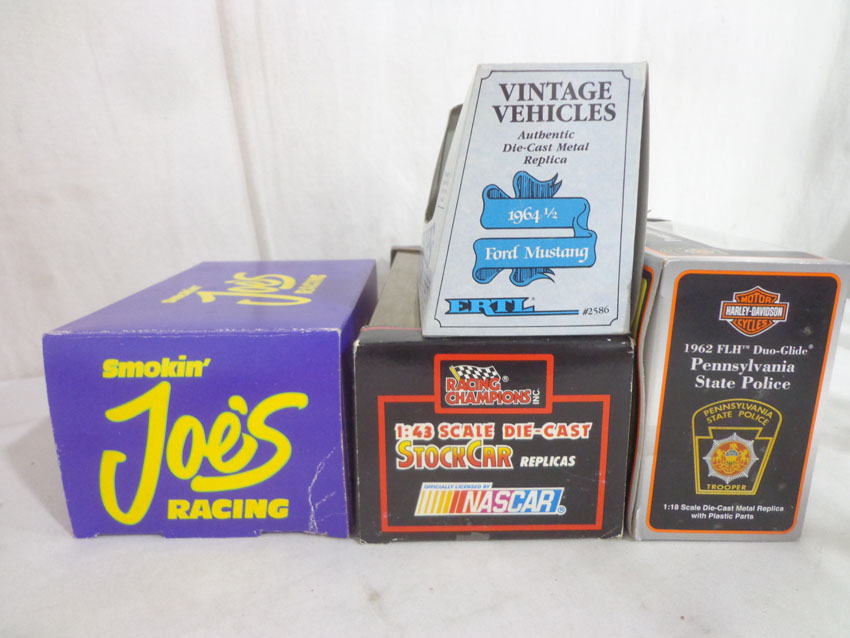 VINTAGE
VEHICLES
Authentic
Die-Cast Metal
Replica
1964 ½
Ford Mustang
ERTL® #2586
Smokin'
Joe's
RACING
Smokin'
Joe's
RACING
RACING®
CHAMPIONS INC.
1:43 SCALE DIE-CAST
STOCKCAR REPLICAS
OFFICIALLY LICENSED BY
NASCAR®
MOTOR
HARLEY-DAVIDSON
CYCLES
1962 FLH™ Duo-Glide®
Pennsylvania
State Police
PENNSYLVANIA
STATE POLICE
TROOPER
1:18 Scale Die-Cast Metal Replica
with Plastic Parts